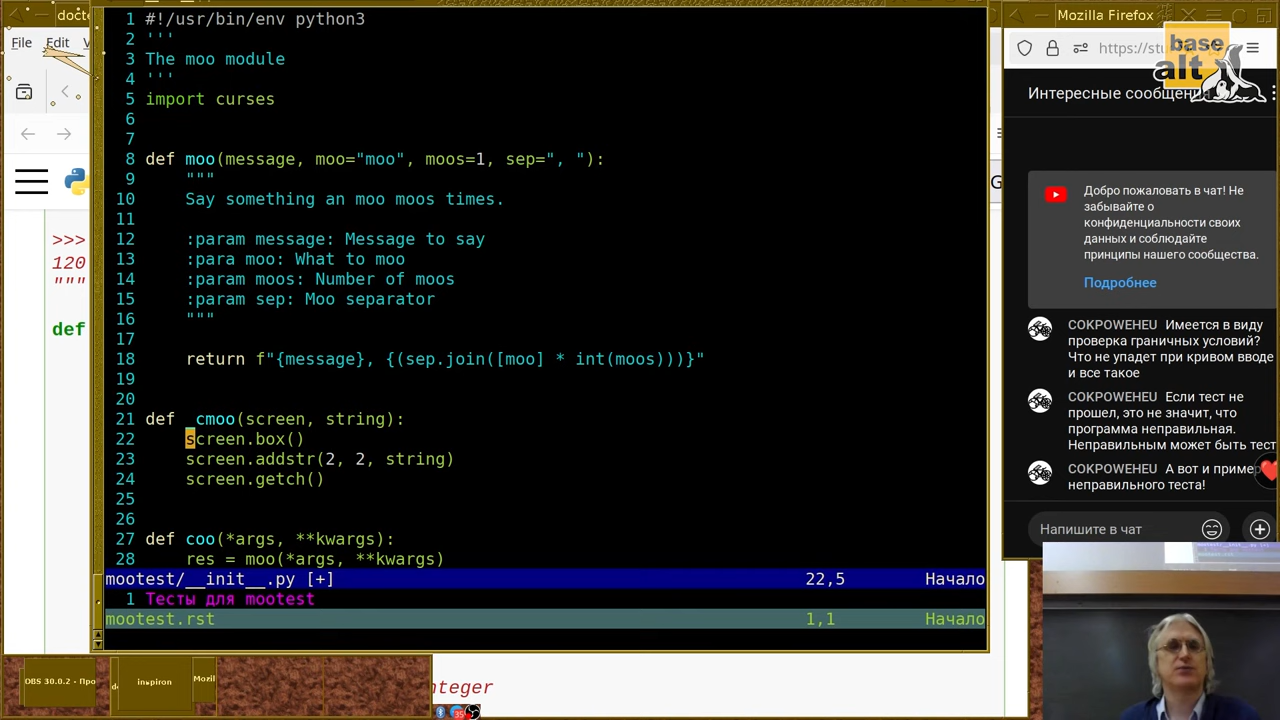 docte
File Edit V
>>>
120
"""
def
1 #!/usr/bin/env python3
2 '''
3 The moo module
4 '''
5 import curses
6
7
8 def moo(message, moo="moo", moos=1, sep=", "):
9 """
10 Say something an moo moos times.
11
12 :param message: Message to say
13 :para moo: What to moo
14 :param moos: Number of moos
15 :param sep: Moo separator
16 """
17
18 return f"{message}, {(sep.join([moo] * int(moos)))}"
19
20
21 def _cmoo(screen, string):
22 screen.box()
23 screen.addstr(2, 2, string)
24 screen.getch()
25
26
27 def coo(*args, **kwargs):
28 res = moo(*args, **kwargs)
mootest/__init__.py [+] 22,5 Начало
1 Тесты для mootest
mootest.rst 1,1 Начало
nteger
OBS 30.0.2 - Про
inspiron
Mozil
35
G
Mozilla Firefox
https://stu
base
alt
Интересные сообщения
Добро пожаловать в чат! Не
забывайте о
конфиденциальности своих
данных и соблюдайте
принципы нашего сообщества.
Подробнее
COKPOWEHEU Имеется в виду
проверка граничных условий?
Что не упадет при кривом вводе
и все такое
COKPOWEHEU Если тест не
прошел, это не значит, что
программа неправильная.
Неправильным может быть тест
COKPOWEHEU А вот и приме
неправильного теста!
Напишите в чат